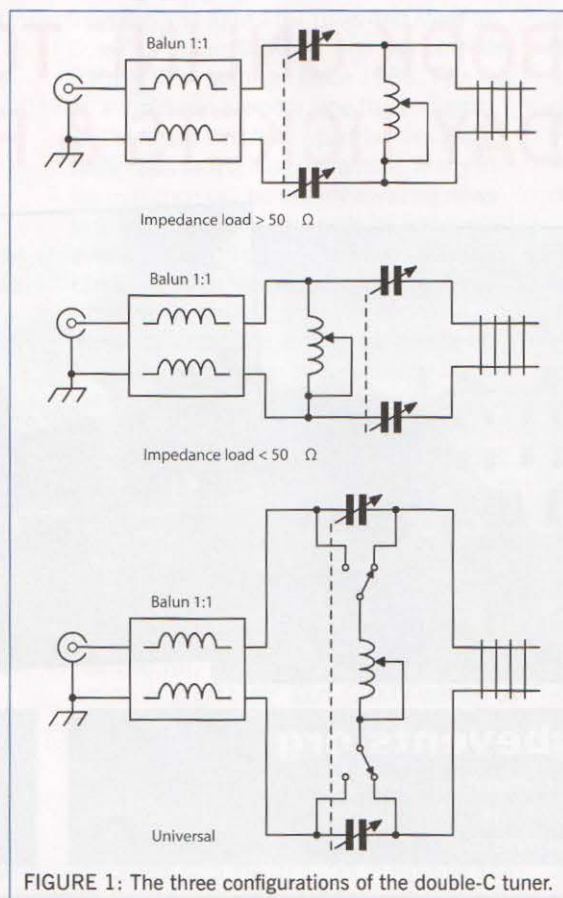 Balun 1:1
Impedance load > 50 Ω
Balun 1:1
Impedance load < 50 Ω
Balun 1:1
Universal
FIGURE 1: The three configurations of the double-C tuner.